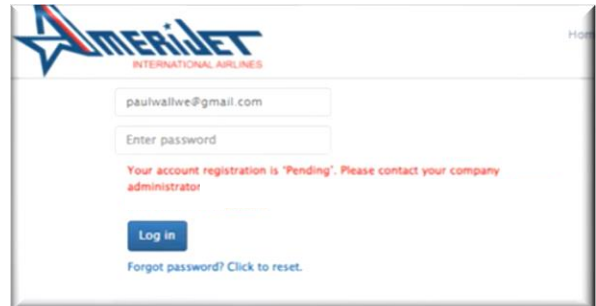 AMERIJET
INTERNATIONAL AIRLINES
paulwallwe@gmail.com
Enter password
Your account registration is "Pending". Please contact your company
administrator
Log in
Forgot password? Click to reset.